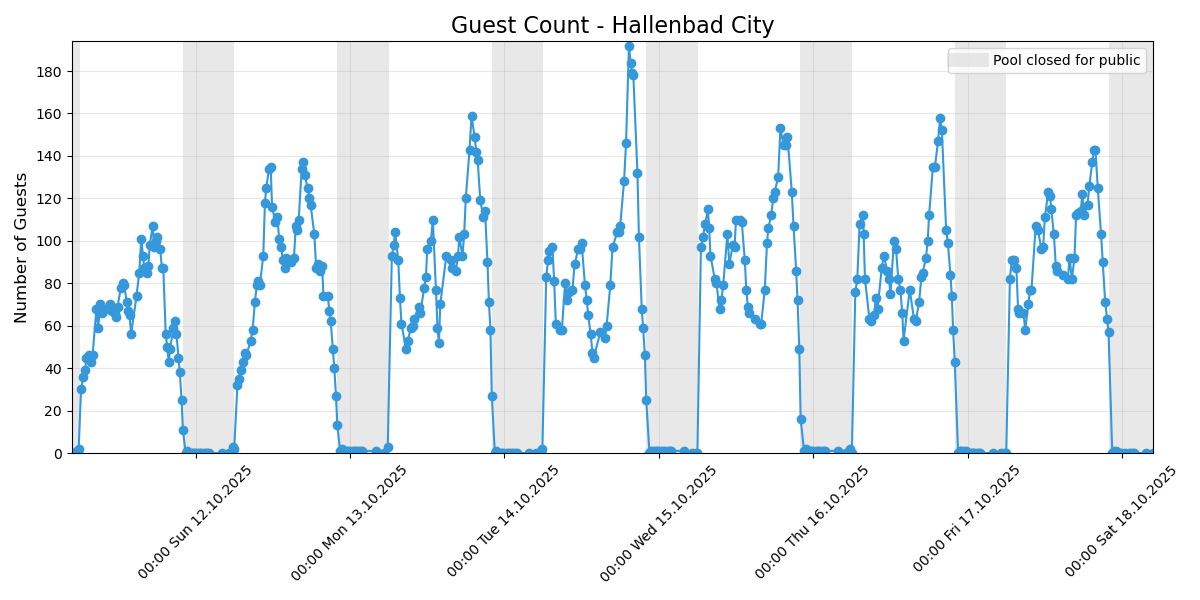 Guest Count - Hallenbad City
Pool closed for public
Number of Guests
180
160
140
120
100
80
60
40
20
0
00:00 Sun 12.10.2025
00:00 Mon 13.10.2025
00:00 Tue 14.10.2025
00:00 Wed 15.10.2025
00:00 Thu 16.10.2025
00:00 Fri 17.10.2025
00:00 Sat 18.10.2025